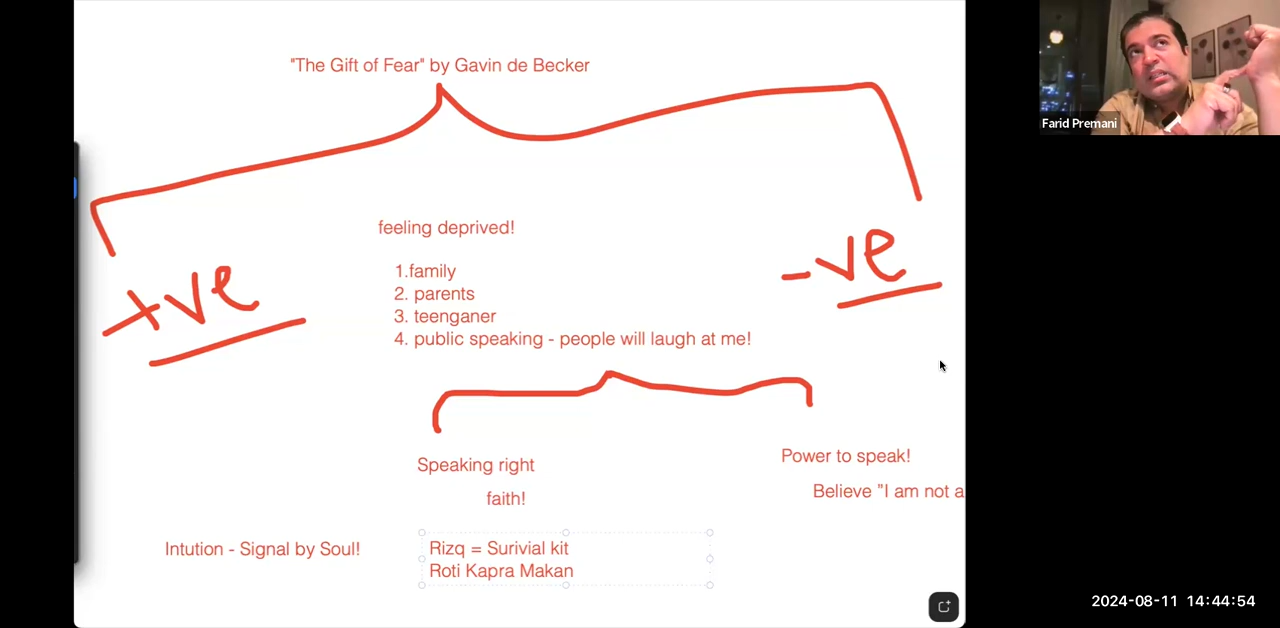 "The Gift of Fear" by Gavin de Becker
Farid Premani
feeling deprived!
+ve
-ve
1.family
2. parents
3. teenganer
4. public speaking - people will laugh at me!
Speaking right
faith!
Power to speak!
Believe "I am not a
Intution - Signal by Soul!
Rizq = Surivial kit
Roti Kapra Makan
2024-08-11 14:44:54